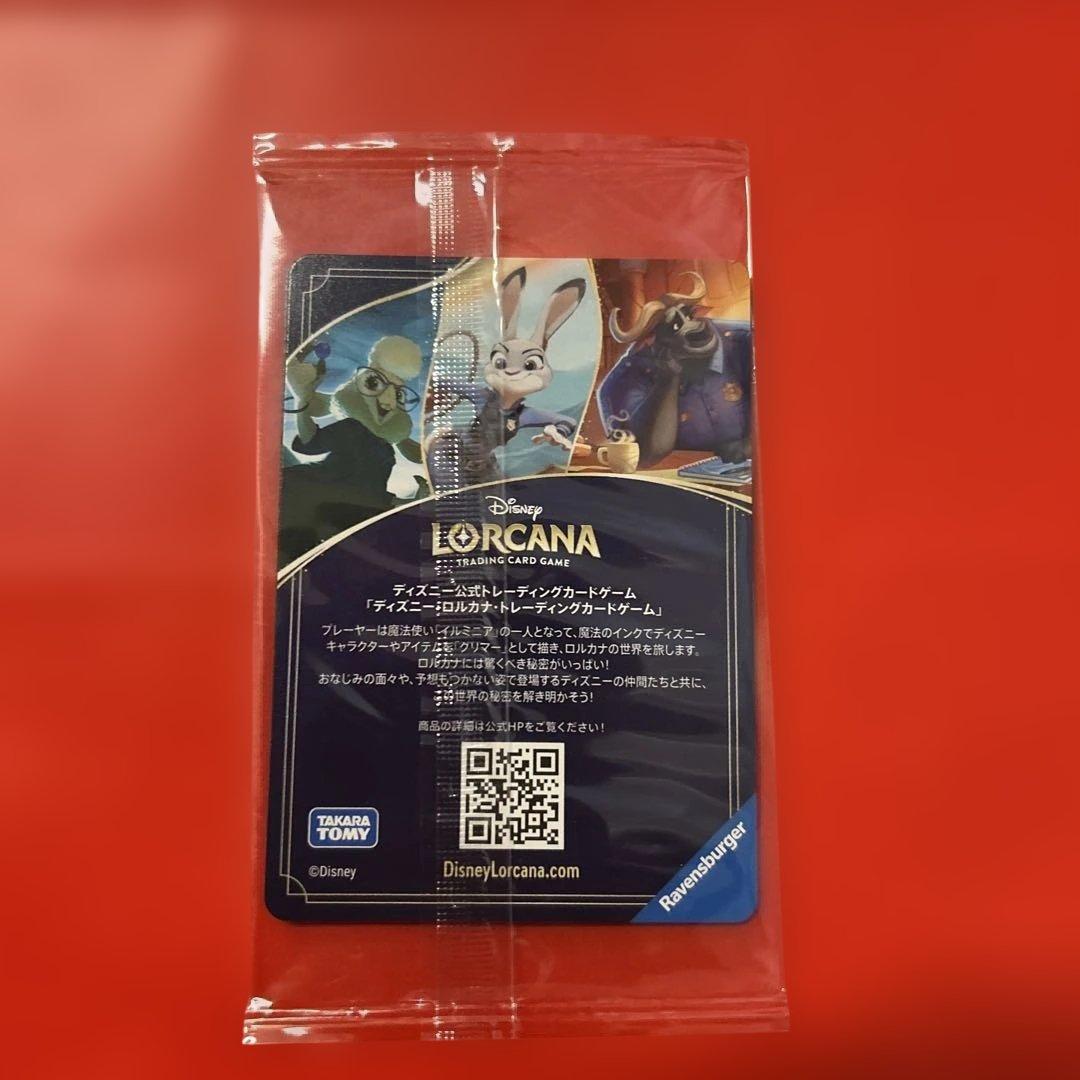 Disney
LORCANA
TRADING CARD GAME
ディズニー公式トレーディングカードゲーム
「ディズニー・ロルカナ・トレーディングカードゲーム」
プレーヤーは魔法使い「イルミニア」の一人となって、魔法のインクでディズニー
キャラクターやアイテムを「グリマー」として描き、ロルカナの世界を旅します。
ロルカナには驚くべき秘密がいっぱい!
おなじみの面々や、予想もつかない姿で登場するディズニーの仲間たちと共に、
世界の秘密を解き明かそう!
商品の詳細は公式HPをご覧ください!
TAKARA
TOMY
©Disney
DisneyLorcana.com
Ravensburger